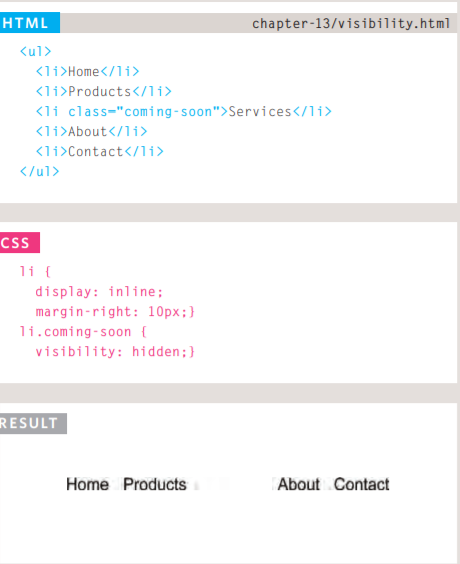 HTML chapter-13/visibility.html
<ul>
<li>Home</li>
<li>Products</li>
<li class="coming-soon">Services</li>
<li>About</li>
<li>Contact</li>
</ul>
CSS
li {
display: inline;
margin-right: 10px;}
li.coming-soon {
visibility: hidden;}
RESULT
Home Products About Contact